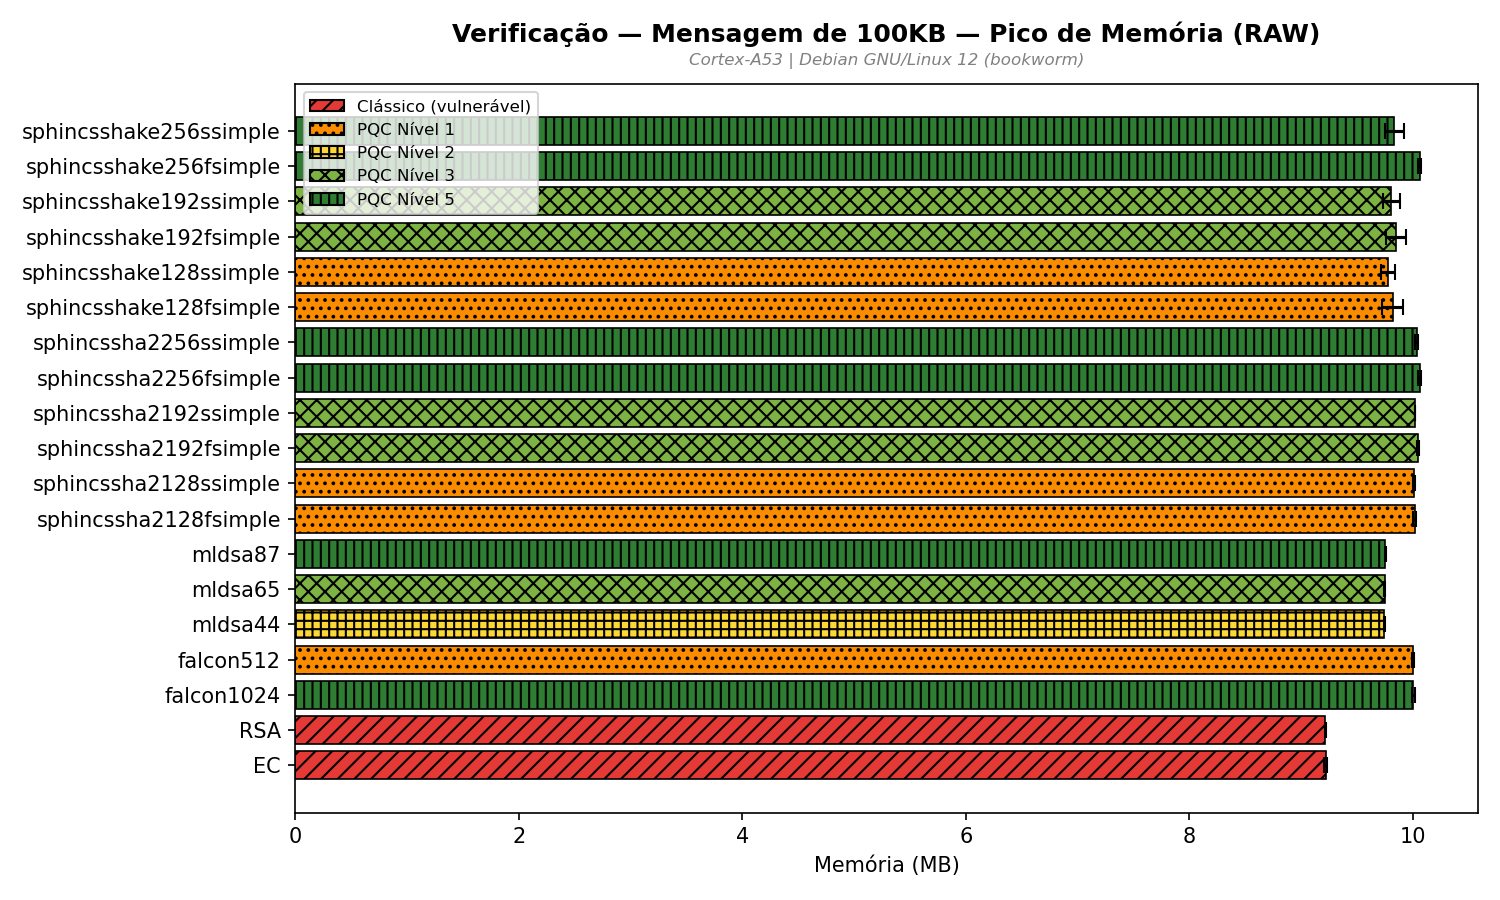 Verificação — Mensagem de 100KB — Pico de Memória (RAW)
Cortex-A53 | Debian GNU/Linux 12 (bookworm)
Clássico (vulnerável)
PQC Nível 1
PQC Nível 2
PQC Nível 3
PQC Nível 5
sphincsshake256ssimple
sphincsshake256fsimple
sphincsshake192ssimple
sphincsshake192fsimple
sphincsshake128ssimple
sphincsshake128fsimple
sphincssha2256ssimple
sphincssha2256fsimple
sphincssha2192ssimple
sphincssha2192fsimple
sphincssha2128ssimple
sphincssha2128fsimple
mldsa87
mldsa65
mldsa44
falcon512
falcon1024
RSA
EC
0 2 4 6 8 10
Memória (MB)